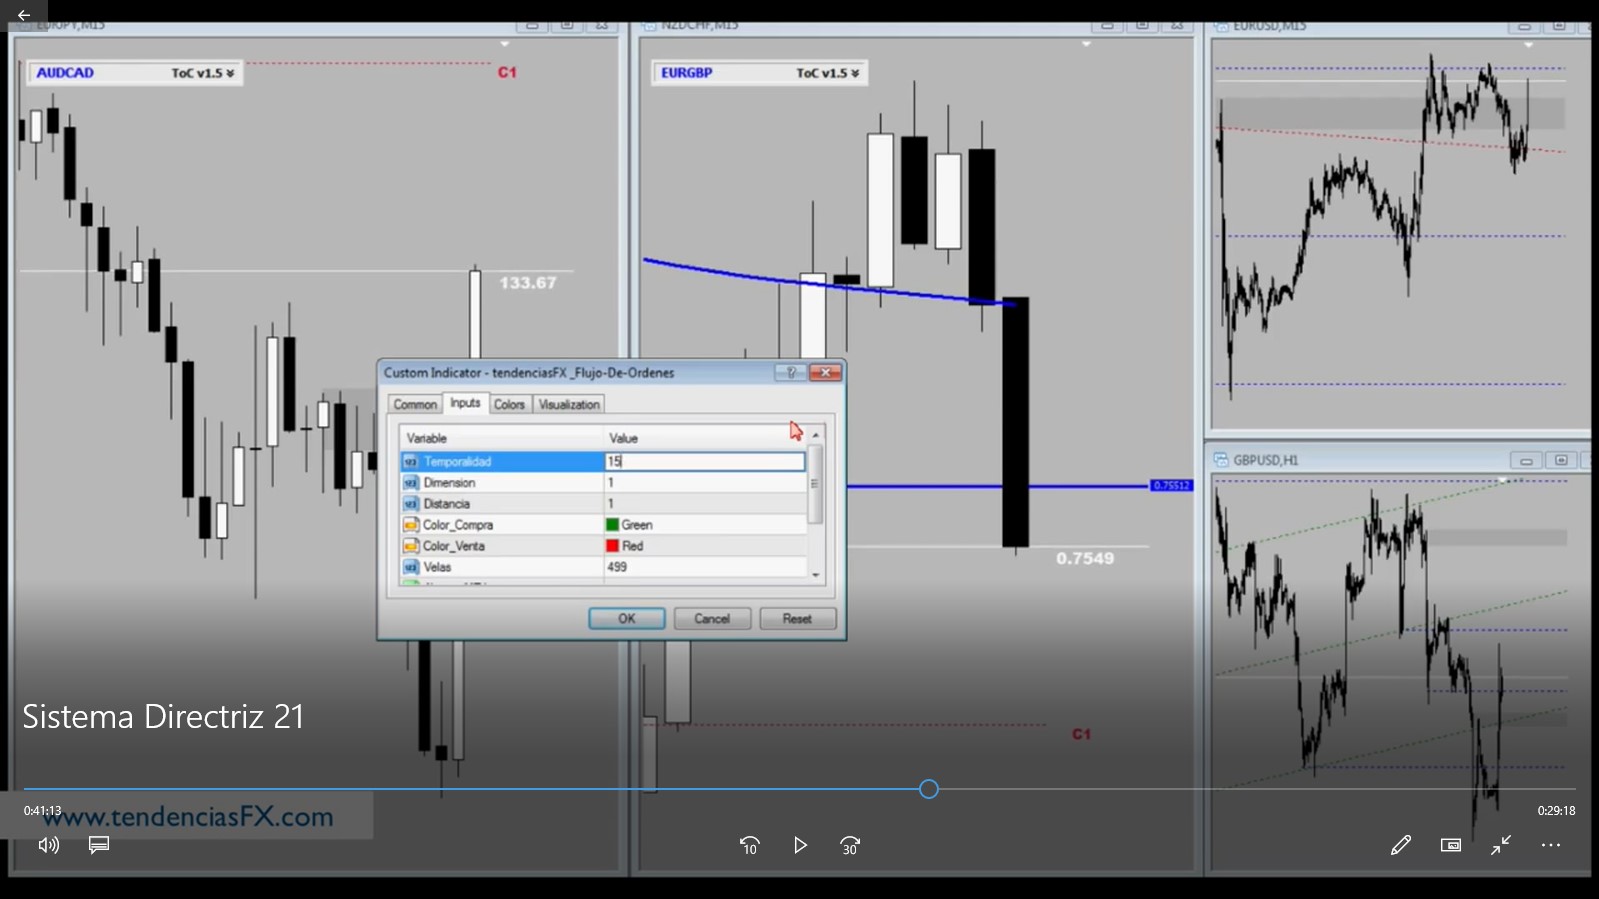 NZDCHF,M15
EURUSD,M15
AUDCAD ToC v1.5
C1
EURGBP ToC v1.5
133.67
Custom Indicator - tendenciasFX _Flujo-De-Ordenes
Common Inputs Colors Visualization
Variable Value
Temporalidad 15
Dimension 1
Distancia 1
Color_Compra Green
Color_Venta Red
Velas 499
OK Cancel Reset
0.75512
0.7549
GBPUSD,H1
C1
Sistema Directriz 21
0:41:13
0:29:18
www.tendenciasFX.com
10
30